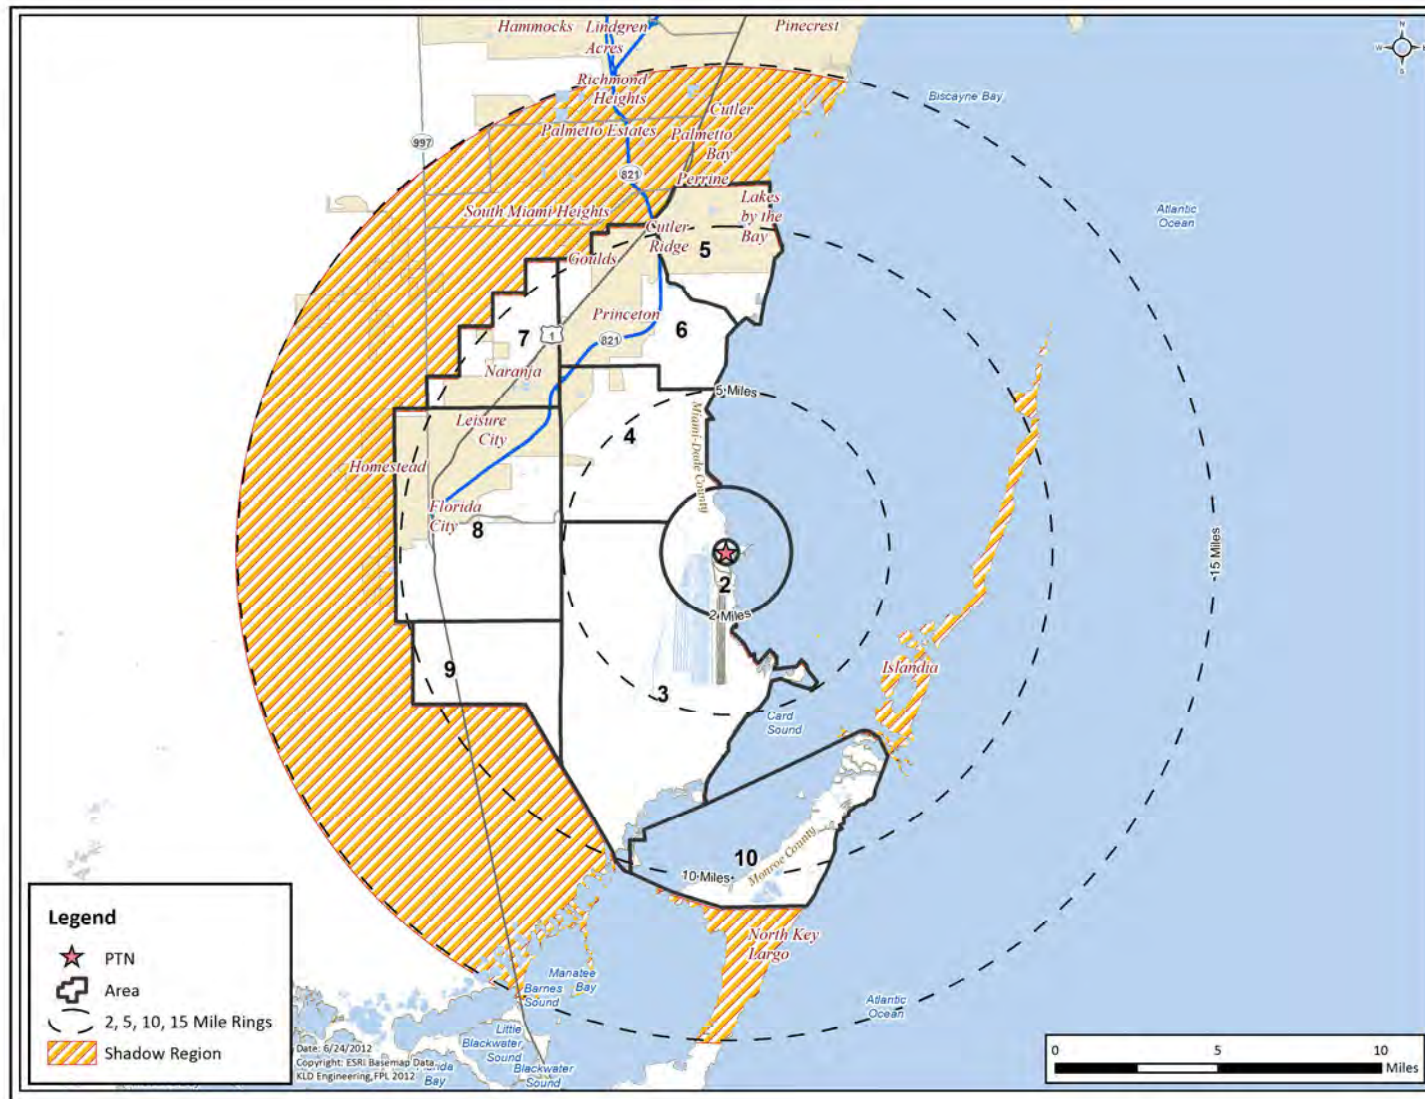 Hammocks
Lindgren
Acres
Pinecrest
N
W
S
Richmond
Heights
Biscayne Bay
Cutler
997
Palmetto Estates
Palmetto
Bay
821
Perrine
Lakes
by the
Bay
South Miami Heights
Atlantic
Ocean
Cutler
Ridge
5
Goulds
Princeton
6
7
1
821
Naranja
5 Miles
Miami-Dade County
Leisure
City
4
Homestead
Florida
City
8
2
2 Miles
15 Miles
9
3
Islandia
Card
Sound
10
Monroe County
10 Miles
North Key
Largo
Manatee
Bay
Barnes
Sound
Atlantic
Ocean
Little
Blackwater
Sound
Blackwater
Sound
Bay
Legend
PTN
Area
2, 5, 10, 15 Mile Rings
Shadow Region
Date: 6/24/2012
Copyright: ESRI Basemap Data
KLD Engineering, FPL 2012
0 5 10
Miles